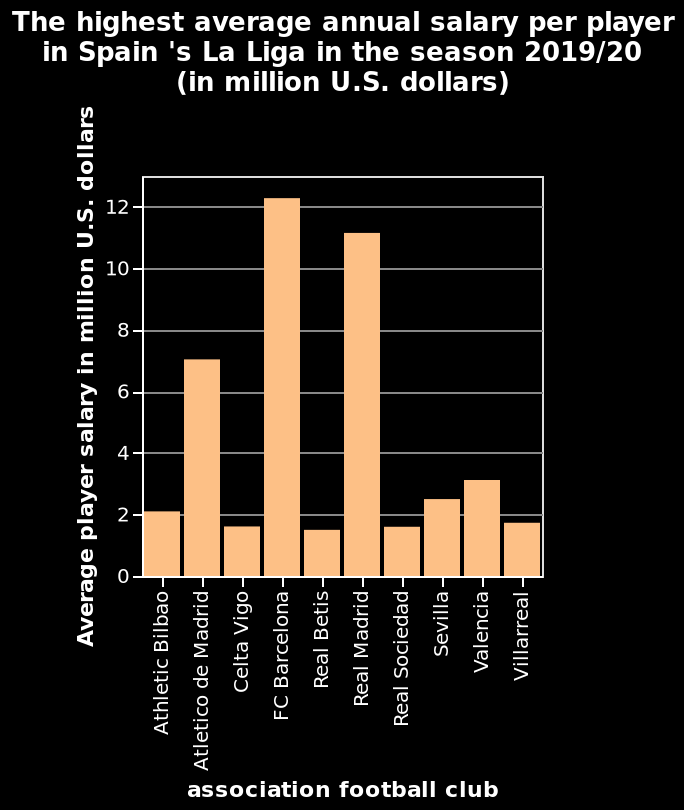 The highest average annual salary per player
in Spain 's La Liga in the season 2019/20
(in million U.S. dollars)
Average player salary in million U.S. dollars
12
10
8
6
4
2
0
Athletic Bilbao
Atletico de Madrid
Celta Vigo
FC Barcelona
Real Betis
Real Madrid
Real Sociedad
Sevilla
Valencia
Villarreal
association football club